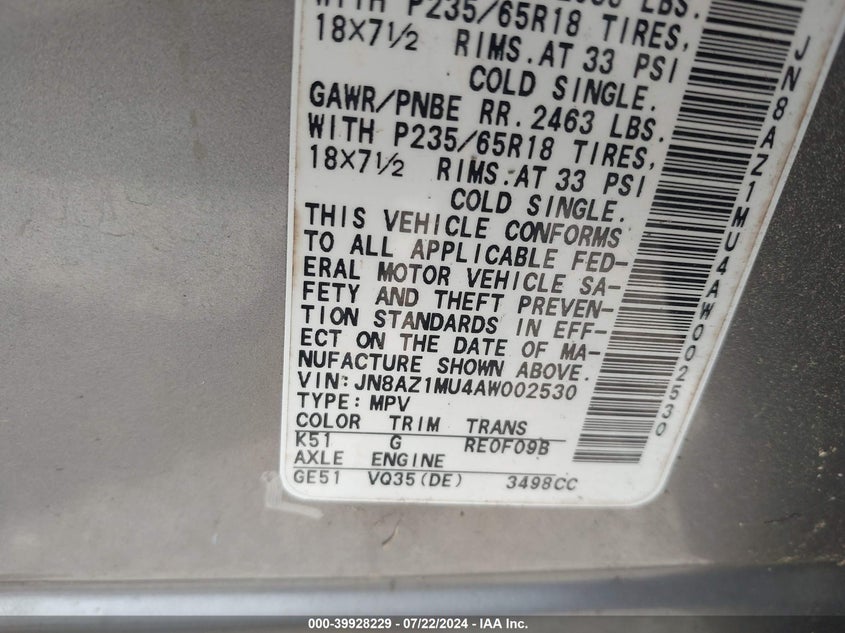 LBS.
WITH P235/65R18 TIRES,
18X7½ RIMS.AT 33 PSI
COLD SINGLE.
GAWR/PNBE RR. 2463 LBS.
WITH P235/65R18 TIRES,
18X7½ RIMS.AT 33 PSI
COLD SINGLE.
THIS VEHICLE CONFORMS
TO ALL APPLICABLE FED-
ERAL MOTOR VEHICLE SA-
FETY AND THEFT PREVEN-
TION STANDARDS IN EFF-
ECT ON THE DATE OF MA-
NUFACTURE SHOWN ABOVE.
VIN:JN8AZ1MU4AW002530
TYPE:MPV
COLOR TRIM TRANS
K51 G RE0F09B
AXLE ENGINE
GE51 VQ35(DE) 3498CC
JN8AZ1MU4AW002530
000-39928229 - 07/22/2024 - IAA Inc.